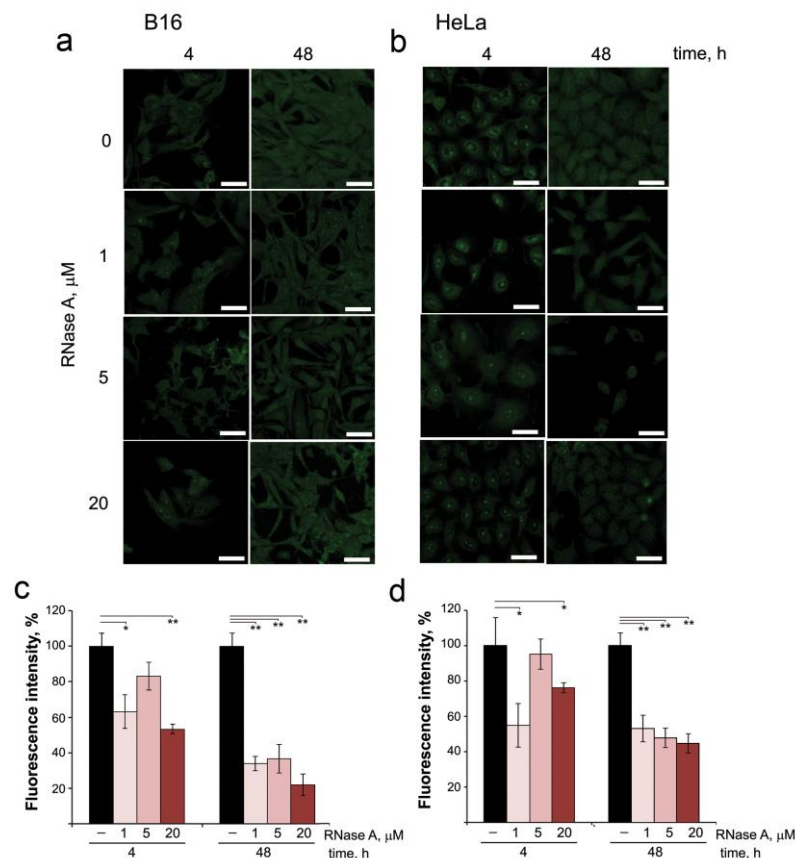 B16
HeLa
a
4
48
b
4
48
time, h
RNase A, μM
0
1
5
20
c
Fluorescence intensity, %
120
100
80
60
40
20
*
**
**
**
**
– 1 5 20 – 1 5 20 RNase A, μM
4 48 time, h
d
Fluorescence intensity, %
120
100
80
60
40
20
*
*
**
**
**
– 1 5 20 – 1 5 20 RNase A, μM
4 48 time, h